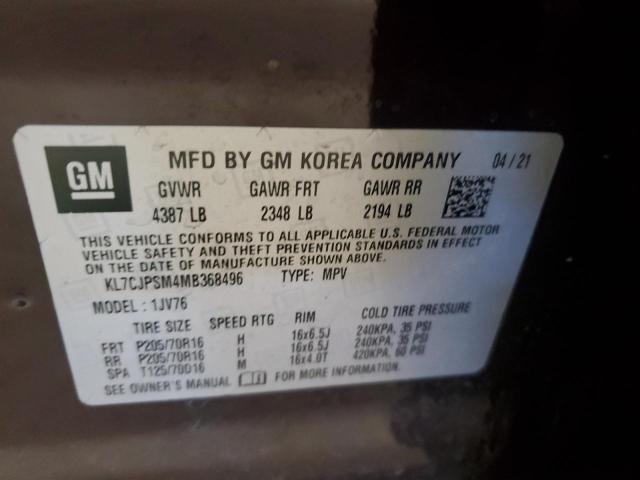 GM
MFD BY GM KOREA COMPANY 04/21
GVWR GAWR FRT GAWR RR
4387 LB 2348 LB 2194 LB
THIS VEHICLE CONFORMS TO ALL APPLICABLE U.S. FEDERAL MOTOR
VEHICLE SAFETY AND THEFT PREVENTION STANDARDS IN EFFECT
ON THE DATE OF MANUFACTURE SHOWN ABOVE.
KL7CJPSM4MB368496 TYPE: MPV
MODEL: 1JV76
TIRE SIZE SPEED RTG RIM COLD TIRE PRESSURE
FRT P205/70R16 H 16x6.5J 240KPA, 35 PSI
RR P205/70R16 H 16x6.5J 240KPA, 35 PSI
SPA T125/70D16 M 16x4.0T 420KPA, 60 PSI
SEE OWNER'S MANUAL FOR MORE INFORMATION.